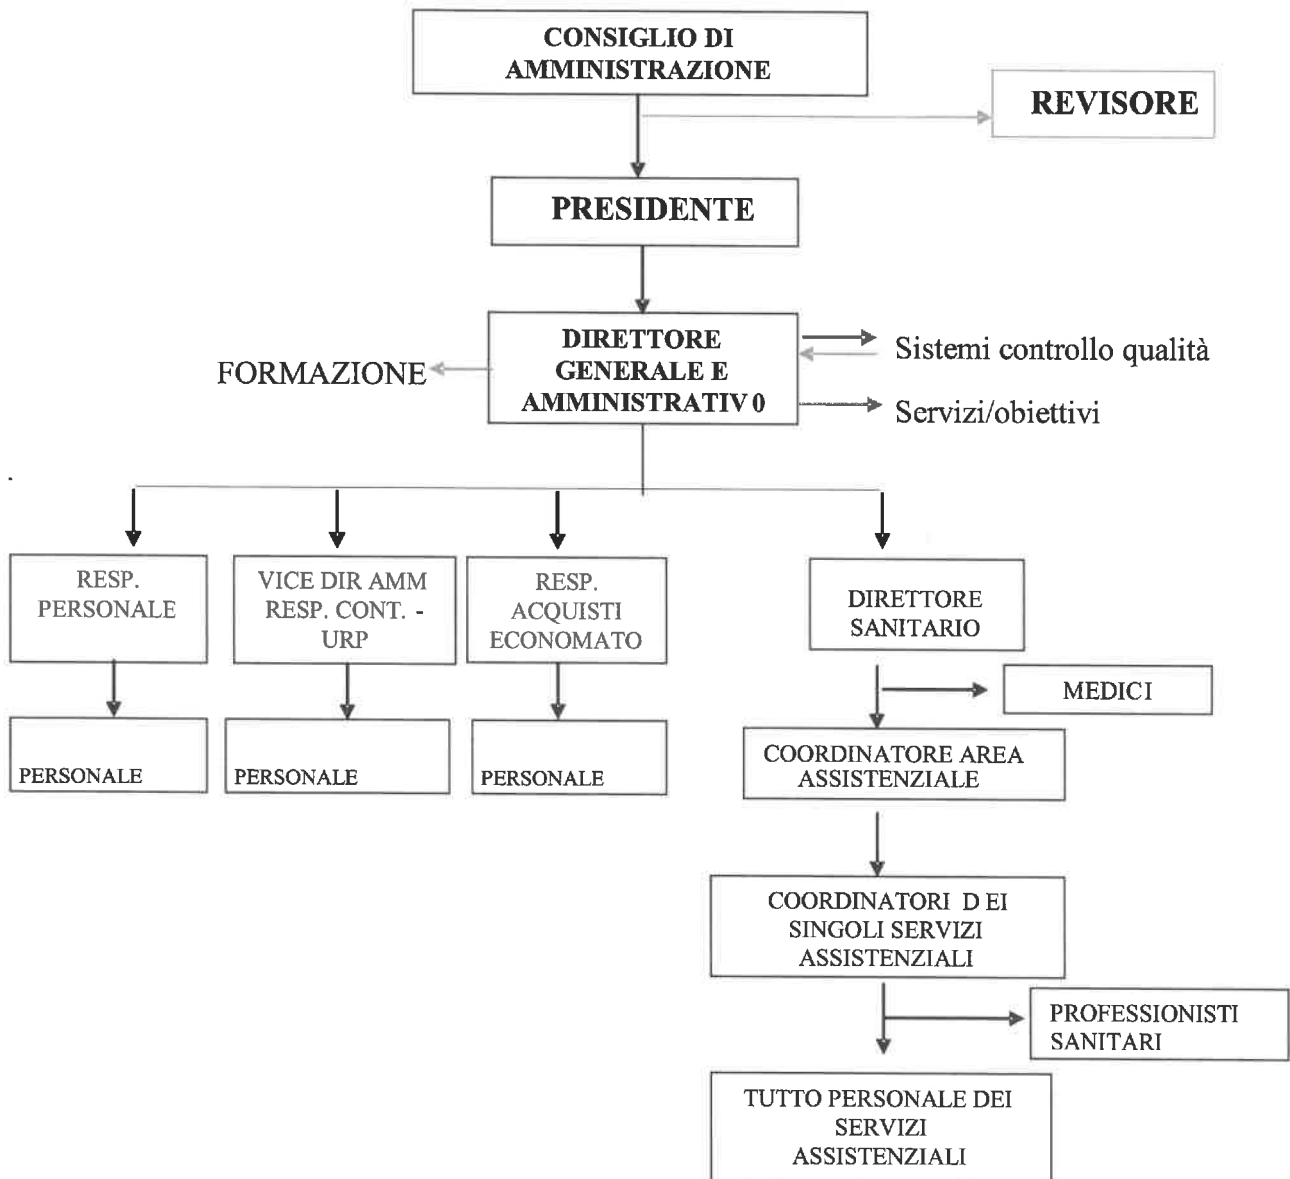 CONSIGLIO DI
AMMINISTRAZIONE
REVISORE
PRESIDENTE
DIRETTORE
GENERALE E
AMMINISTRATIV 0
FORMAZIONE
Sistemi controllo qualità
Servizi/obiettivi
RESP.
PERSONALE
VICE DIR AMM
RESP. CONT. -
URP
RESP.
ACQUISTI
ECONOMATO
DIRETTORE
SANITARIO
MEDICI
PERSONALE
PERSONALE
PERSONALE
COORDINATORE AREA
ASSISTENZIALE
COORDINATORI D EI
SINGOLI SERVIZI
ASSISTENZIALI
PROFESSIONISTI
SANITARI
TUTTO PERSONALE DEI
SERVIZI
ASSISTENZIALI